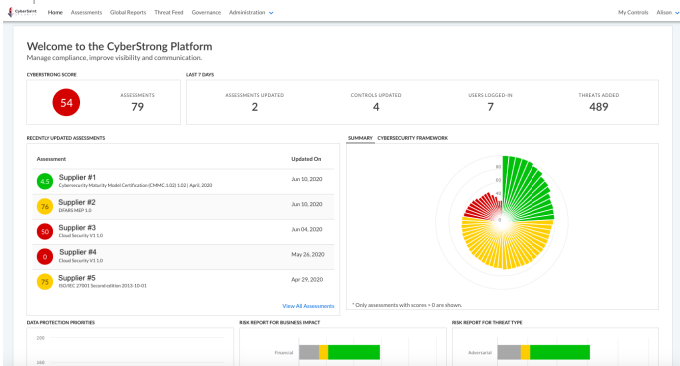 CyberSaint
Home Assessments Global Reports Threat Feed Governance Administration My Controls Alison
Welcome to the CyberStrong Platform
Manage compliance, improve visibility and communication.
CYBERSTRONG SCORE
LAST 7 DAYS
54
ASSESSMENTS
79
ASSESSMENTS UPDATED
2
CONTROLS UPDATED
4
USERS LOGGED-IN
7
THREATS ADDED
489
RECENTLY UPDATED ASSESSMENTS
Assessment Updated On
4.5 Supplier #1 Jun 10, 2020
Cybersecurity Maturity Model Certification (CMMC 1.02) 1.02 | April, 2020
76 Supplier #2 Jun 10, 2020
DFARS MEP 1.0
50 Supplier #3 Jun 04, 2020
Cloud Security V1 1.0
0 Supplier #4 May 26, 2020
Cloud Security V1 1.0
75 Supplier #5 Apr 29, 2020
ISO/IEC 27001 Second edition 2013-10-01
View All Assessments
SUMMARY CYBERSECURITY FRAMEWORK
80
60
40
0
* Only assessments with scores > 0 are shown.
DATA PROTECTION PRIORITIES
200
160
RISK REPORT FOR BUSINESS IMPACT
Financial
RISK REPORT FOR THREAT TYPE
Adversarial